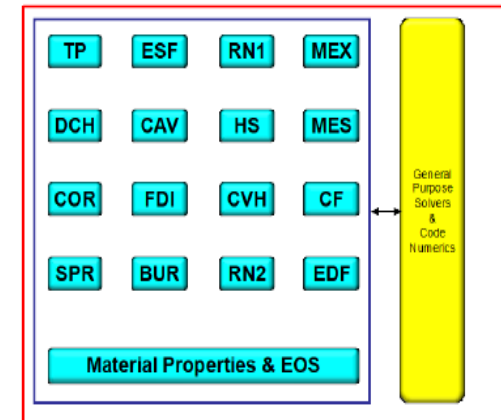 TP ESF RN1 MEX
DCH CAV HS MES
COR FDI CVH CF
SPR BUR RN2 EDF
Material Properties & EOS
General
Purpose
Solvers
&
Code
Numerics